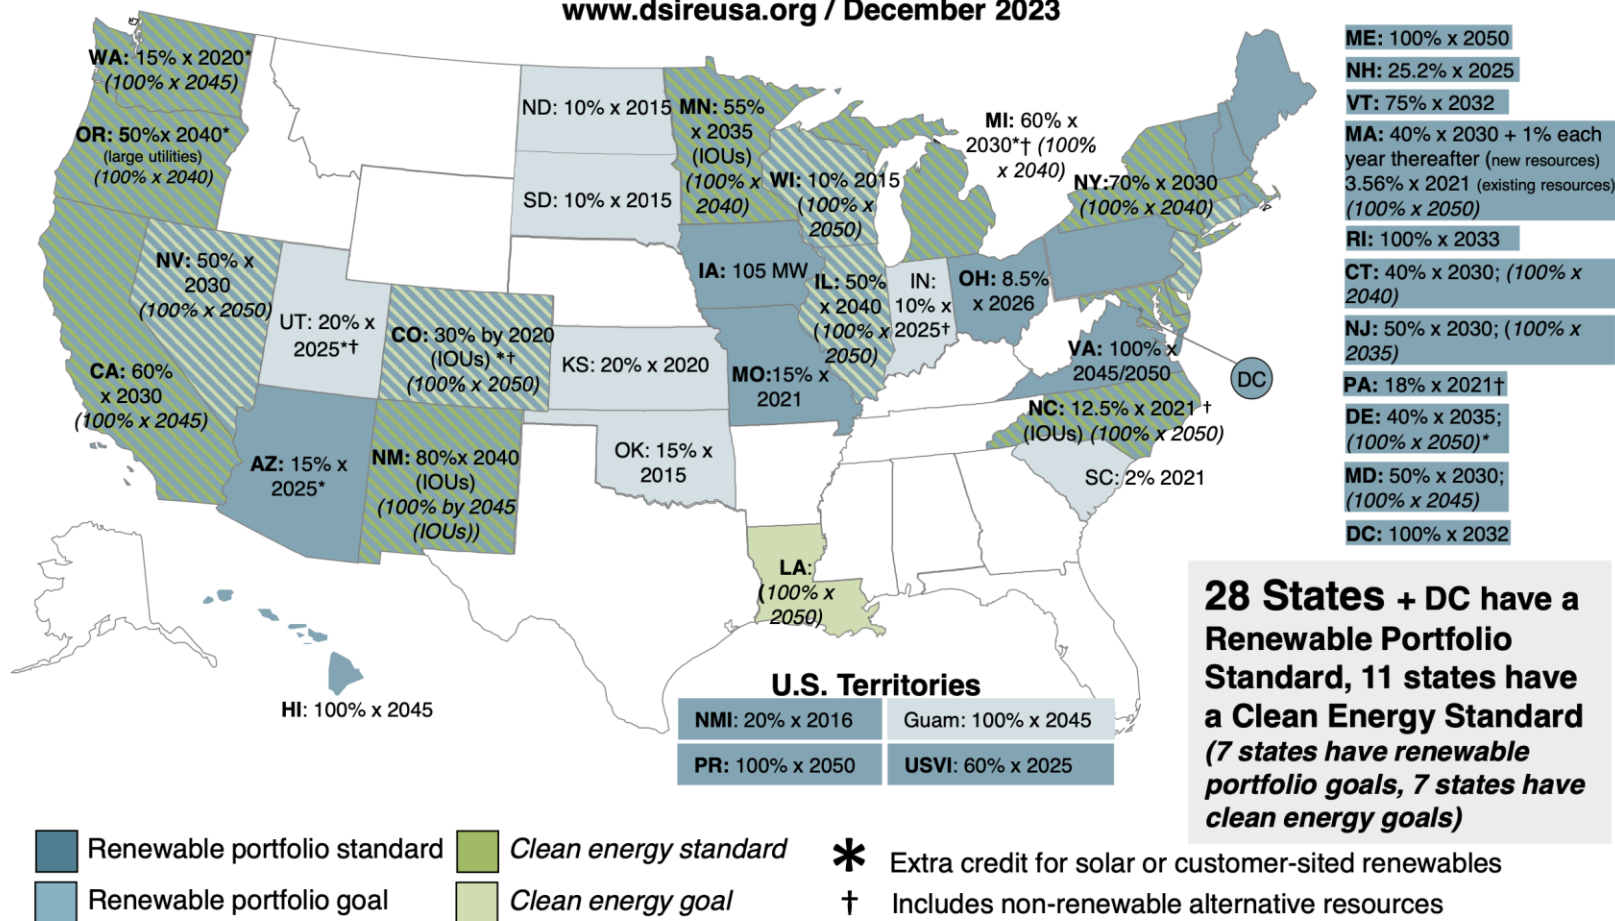 www.dsireusa.org / December 2023
WA: 15% x 2020*
(100% x 2045)
OR: 50%x 2040*
(large utilities)
(100% x 2040)
CA: 60%
x 2030
(100% x 2045)
NV: 50% x
2030
(100% x 2050)
UT: 20% x
2025*†
AZ: 15% x
2025*
CO: 30% by 2020
(IOUs) *†
(100% x 2050)
NM: 80%x 2040
(IOUs)
(100% by 2045
(IOUs))
ND: 10% x 2015
SD: 10% x 2015
KS: 20% x 2020
OK: 15% x
2015
MN: 55%
x 2035
(IOUs)
(100% x
2040)
IA: 105 MW
MO:15% x
2021
WI: 10% 2015
(100% x
2050)
IL: 50%
x 2040
(100% x
2050)
IN:
10% x
2025†
MI: 60% x
2030*† (100%
x 2040)
OH: 8.5%
x 2026
NY:70% x 2030
(100% x 2040)
VA: 100% x
2045/2050
DC
NC: 12.5% x 2021 †
(IOUs) (100% x 2050)
SC: 2% 2021
LA:
(100% x
2050)
HI: 100% x 2045
ME: 100% x 2050
NH: 25.2% x 2025
VT: 75% x 2032
MA: 40% x 2030 + 1% each
year thereafter (new resources)
3.56% x 2021 (existing resources)
(100% x 2050)
RI: 100% x 2033
CT: 40% x 2030; (100% x
2040)
NJ: 50% x 2030; (100% x
2035)
PA: 18% x 2021†
DE: 40% x 2035;
(100% x 2050)*
MD: 50% x 2030;
(100% x 2045)
DC: 100% x 2032
28 States + DC have a
Renewable Portfolio
Standard, 11 states have
a Clean Energy Standard
(7 states have renewable
portfolio goals, 7 states have
clean energy goals)
U.S. Territories
NMI: 20% x 2016
Guam: 100% x 2045
PR: 100% x 2050
USVI: 60% x 2025
Renewable portfolio standard
Clean energy standard
* Extra credit for solar or customer-sited renewables
Renewable portfolio goal
Clean energy goal
† Includes non-renewable alternative resources